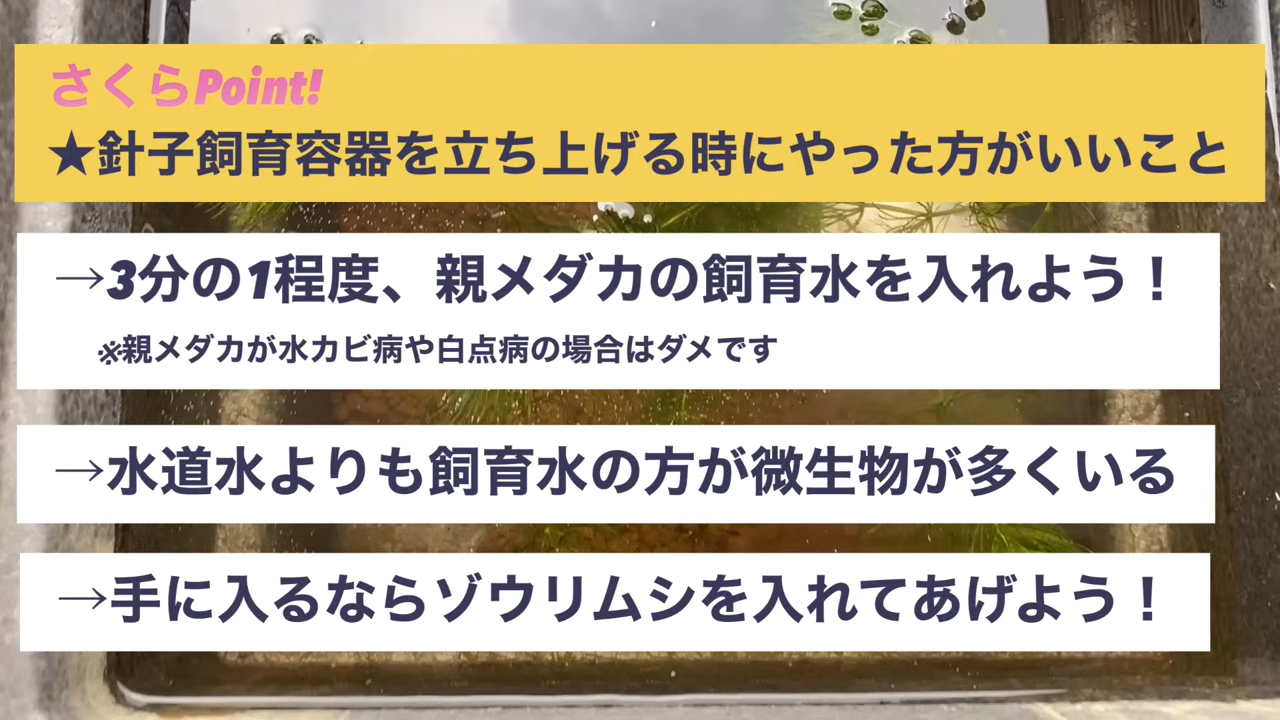 さくらPoint!
★針子飼育容器を立ち上げる時にやった方がいいこと
→3分の1程度、親メダカの飼育水を入れよう！
※親メダカが水カビ病や白点病の場合はダメです
→水道水よりも飼育水の方が微生物が多くいる
→手に入るならゾウリムシを入れてあげよう！